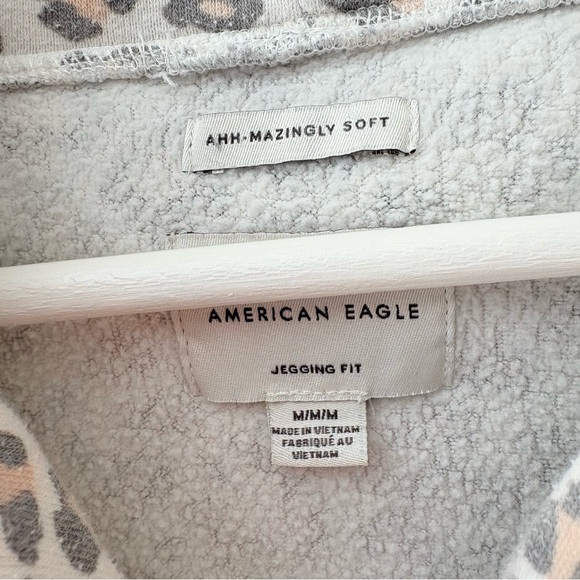 AHH-MAZINGLY SOFT
AMERICAN EAGLE
JEGGING FIT
M/M/M
MADE IN VIETNAM
FABRIQUÉ AU
VIETNAM